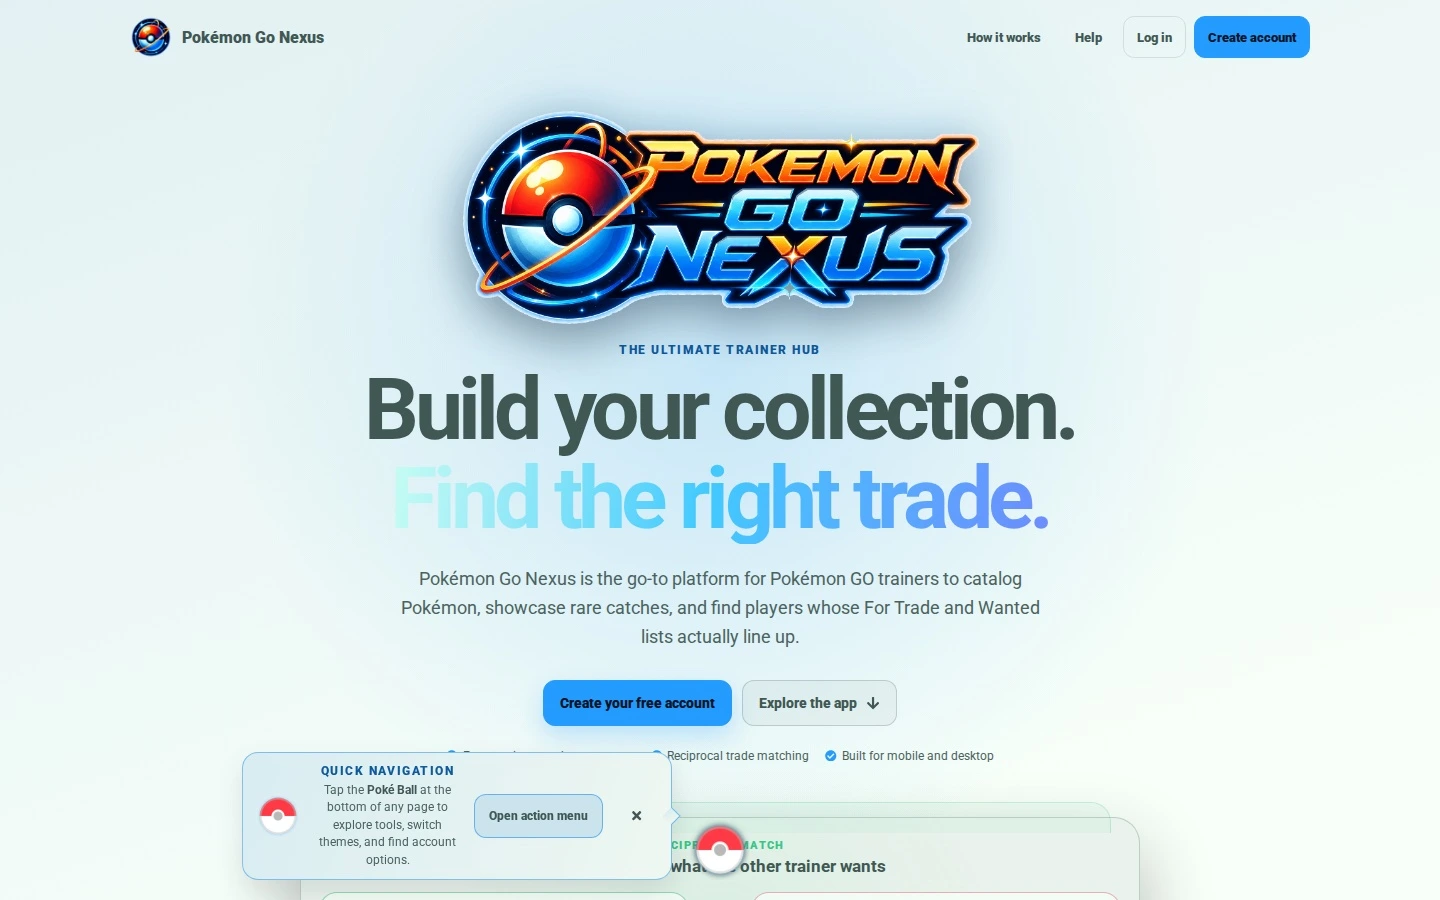 Pokémon Go Nexus
How it works
Help
Log in
Create account
POKEMON
GO
NEXUS
THE ULTIMATE TRAINER HUB
Build your collection.
Find the right trade.
Pokémon Go Nexus is the go-to platform for Pokémon GO trainers to catalog
Pokémon, showcase rare catches, and find players whose For Trade and Wanted
lists actually line up.
Create your free account
Explore the app
Reciprocal trade matching
Built for mobile and desktop
QUICK NAVIGATION
Tap the Poké Ball at the
bottom of any page to
explore tools, switch
themes, and find account
options.
Open action menu
MATCH
other trainer wants